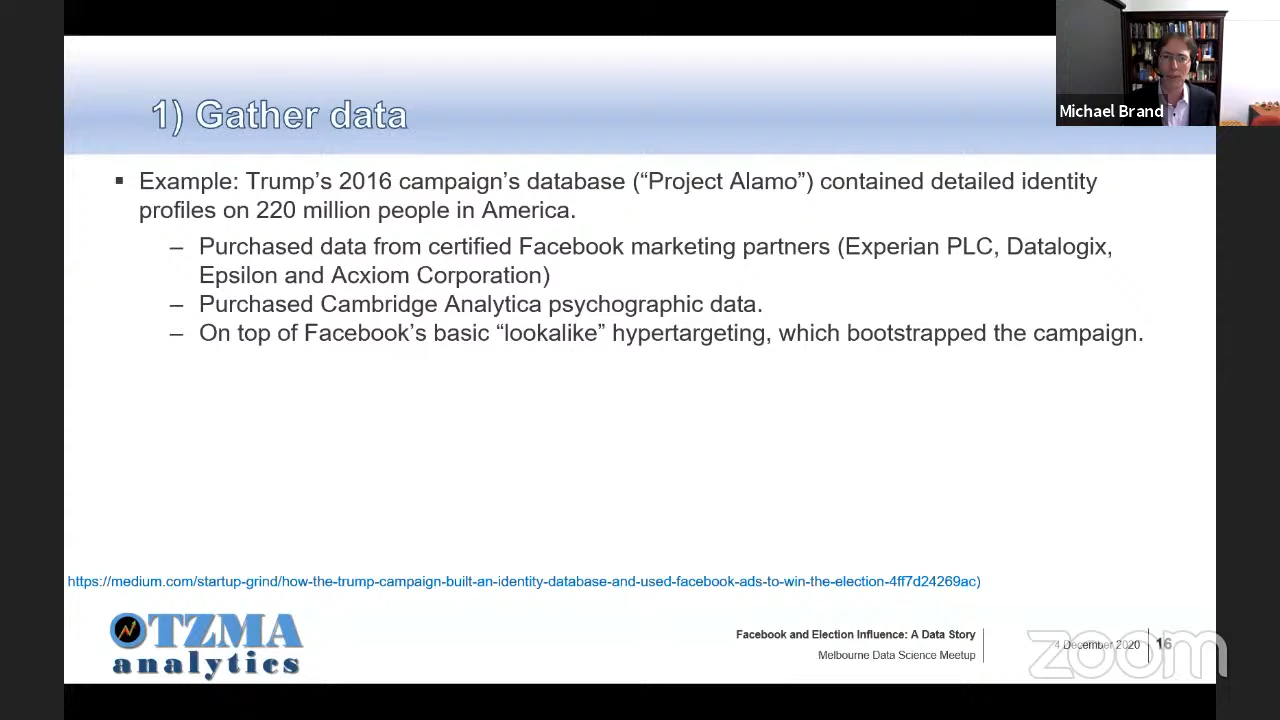 1) Gather data
Michael Brand
▪ Example: Trump's 2016 campaign's database (“Project Alamo”) contained detailed identity
profiles on 220 million people in America.
– Purchased data from certified Facebook marketing partners (Experian PLC, Datalogix,
Epsilon and Acxiom Corporation)
– Purchased Cambridge Analytica psychographic data.
– On top of Facebook's basic “lookalike” hypertargeting, which bootstrapped the campaign.
https://medium.com/startup-grind/how-the-trump-campaign-built-an-identity-database-and-used-facebook-ads-to-win-the-election-4ff7d24269ac)
OTZMA
analytics
Facebook and Election Influence: A Data Story
Melbourne Data Science Meetup
4 December 2020
16
zoom